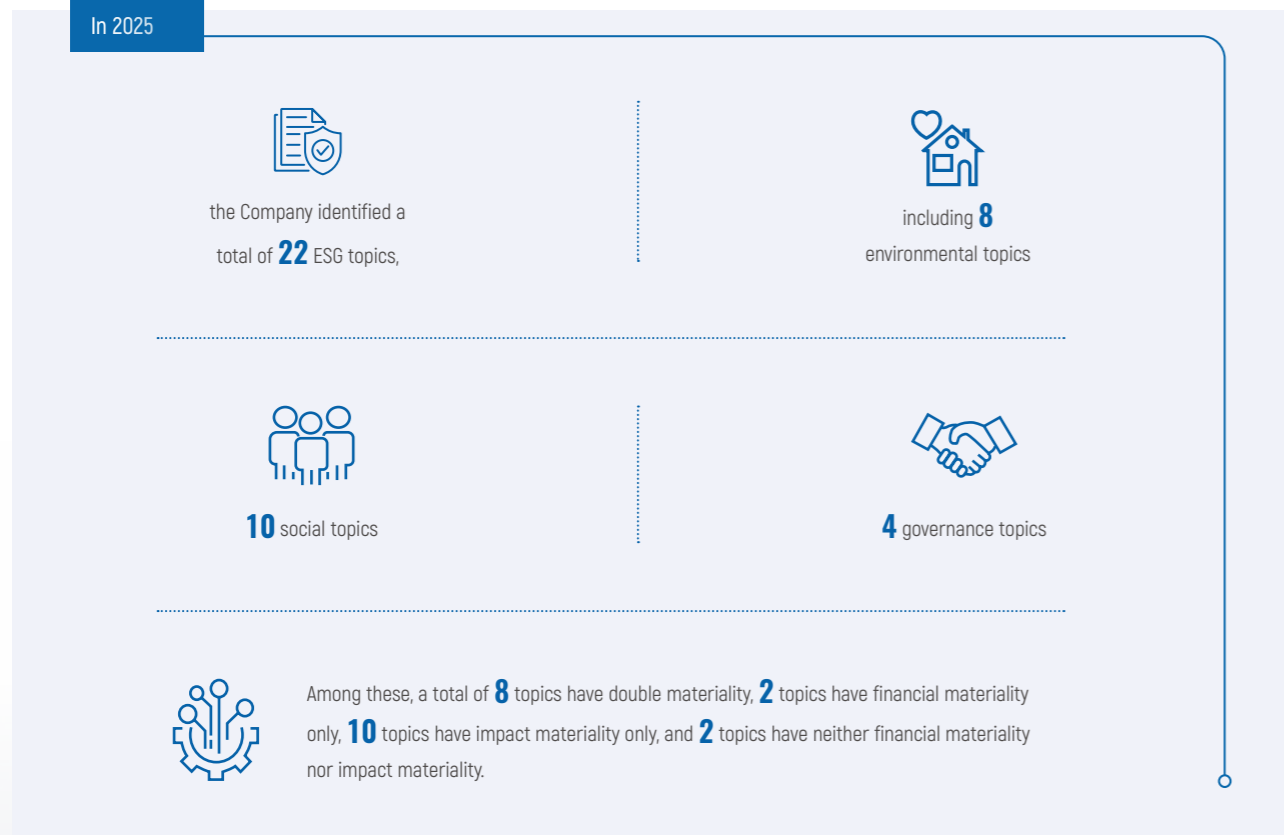 In 2025
the Company identified a
total of 22 ESG topics,
including 8
environmental topics
10 social topics
4 governance topics
Among these, a total of 8 topics have double materiality, 2 topics have financial materiality
only, 10 topics have impact materiality only, and 2 topics have neither financial materiality
nor impact materiality.